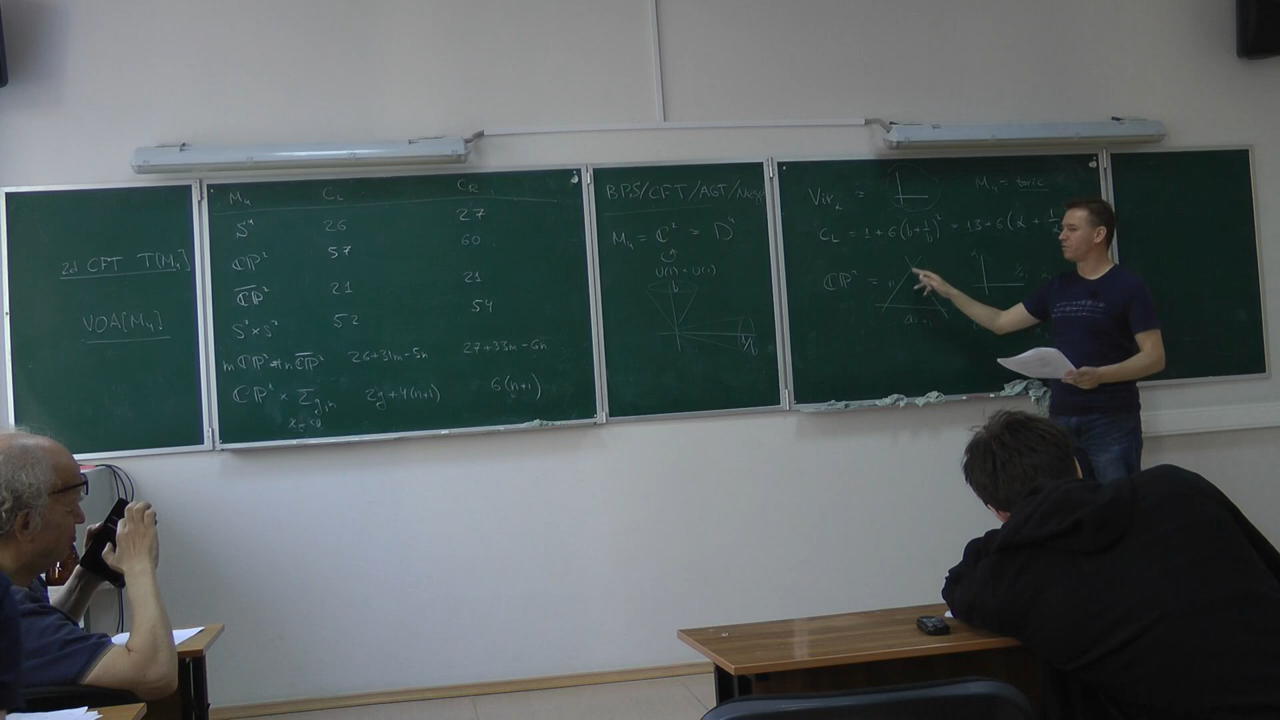 2d CFT T[M₄]
VOA[M₄]
M₄ C_L C_R
S⁴ 26 27
ℂP² 57 60
\overline{ℂP}² 21 21
S²×S² 52 54
mℂP² # n\overline{ℂP}² 26+31m-5n 27+33m-6n
ℂP¹ × Σ_{g,n} 2g+4(n+1) 6(n+1)
BPS/CFT/AGT/
M₄ = ℂ² = D⁴
U(1)×U(1)
b
1/b
Vir_α =
M₄ = toric
C_L = 1+6(b+1/b)² = 13+6(α+1/
ℂP² =